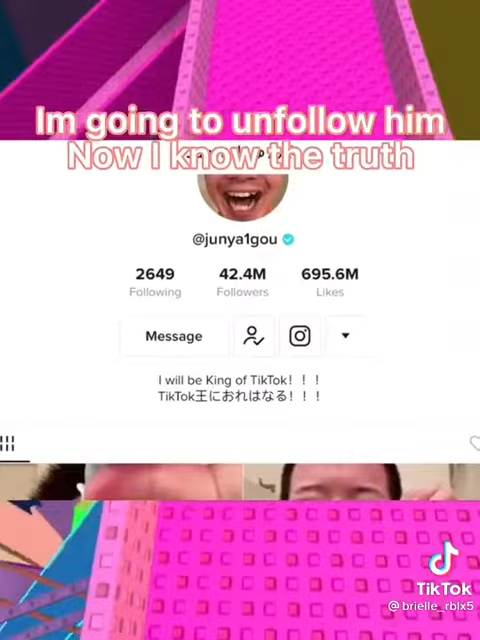 Im going to unfollow him
Now I know the truth
@junya1gou
2649
42.4M
695.6M
Following
Followers
Likes
Message
I will be King of TikTok！！！
TikTok王におれはなる！！！
TikTok
@brielle_rblx5